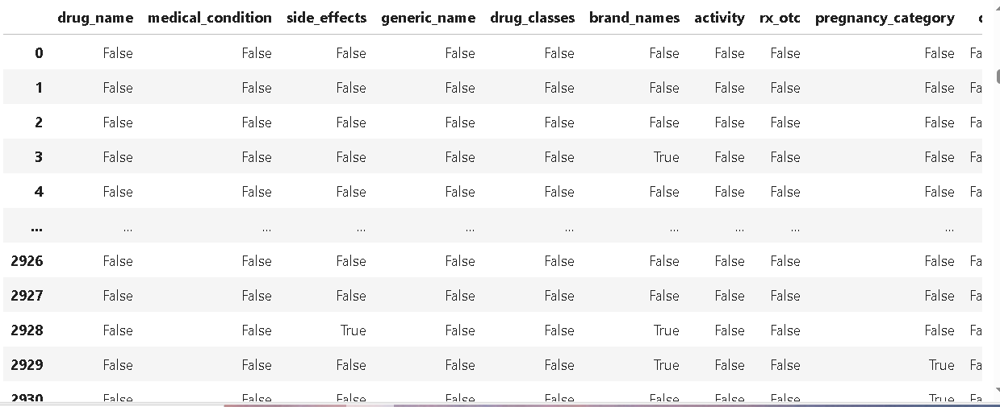 drug_name medical_condition side_effects generic_name drug_classes brand_names activity rx_otc pregnancy_category
0 False False False False False False False False False Fa
1 False False False False False False False False False Fa
2 False False False False False False False False False Fa
3 False False False False False True False False False Fa
4 False False False False False False False False False Fa
... ... ... ... ... ... ... ... ... ...
2926 False False False False False False False False False Fa
2927 False False False False False False False False False Fa
2928 False False True False False True False False False Fa
2929 False False False False False True False False True Fa
2930 False False False False False False False False True Fa